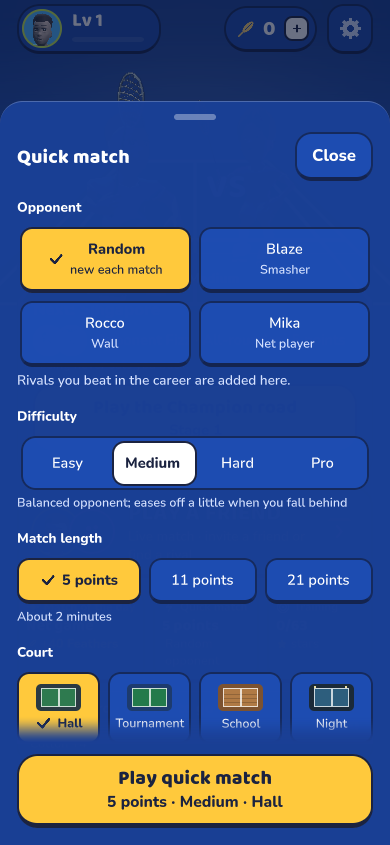 Lv 1
0
+
Quick match
Close
Opponent
Random
new each match
Blaze
Smasher
Rocco
Wall
Mika
Net player
Rivals you beat in the career are added here.
Difficulty
Easy
Medium
Hard
Pro
Balanced opponent; eases off a little when you fall behind
Match length
5 points
11 points
21 points
About 2 minutes
Court
Hall
Tournament
School
Night
Play quick match
5 points · Medium · Hall